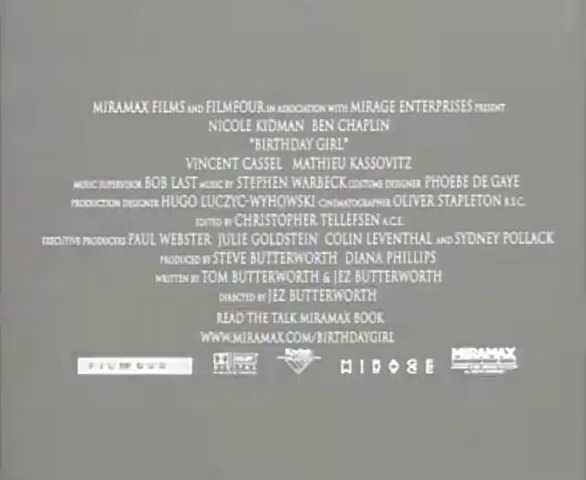 MIRAMAX FILMS AND FILMFOUR IN ASSOCIATION WITH MIRAGE ENTERPRISES PRESENT
NICOLE KIDMAN BEN CHAPLIN
"BIRTHDAY GIRL"
VINCENT CASSEL MATHIEU KASSOVITZ
MUSIC SUPERVISOR BOB LAST MUSIC BY STEPHEN WARBECK COSTUME DESIGNER PHOEBE DE GAYE
PRODUCTION DESIGNER HUGO LUCZYC-WYHOWSKI CINEMATOGRAPHER OLIVER STAPLETON B.S.C.
EDITED BY CHRISTOPHER TELLEFSEN A.C.E.
EXECUTIVE PRODUCERS PAUL WEBSTER JULIE GOLDSTEIN COLIN LEVENTHAL AND SYDNEY POLLACK
PRODUCED BY STEVE BUTTERWORTH DIANA PHILLIPS
WRITTEN BY TOM BUTTERWORTH & JEZ BUTTERWORTH
DIRECTED BY JEZ BUTTERWORTH
READ THE TALK MIRAMAX BOOK
WWW.MIRAMAX.COM/BIRTHDAYGIRL
FILMFOUR DOLBY DIGITAL Kodak MIRAGE MIRAMAX